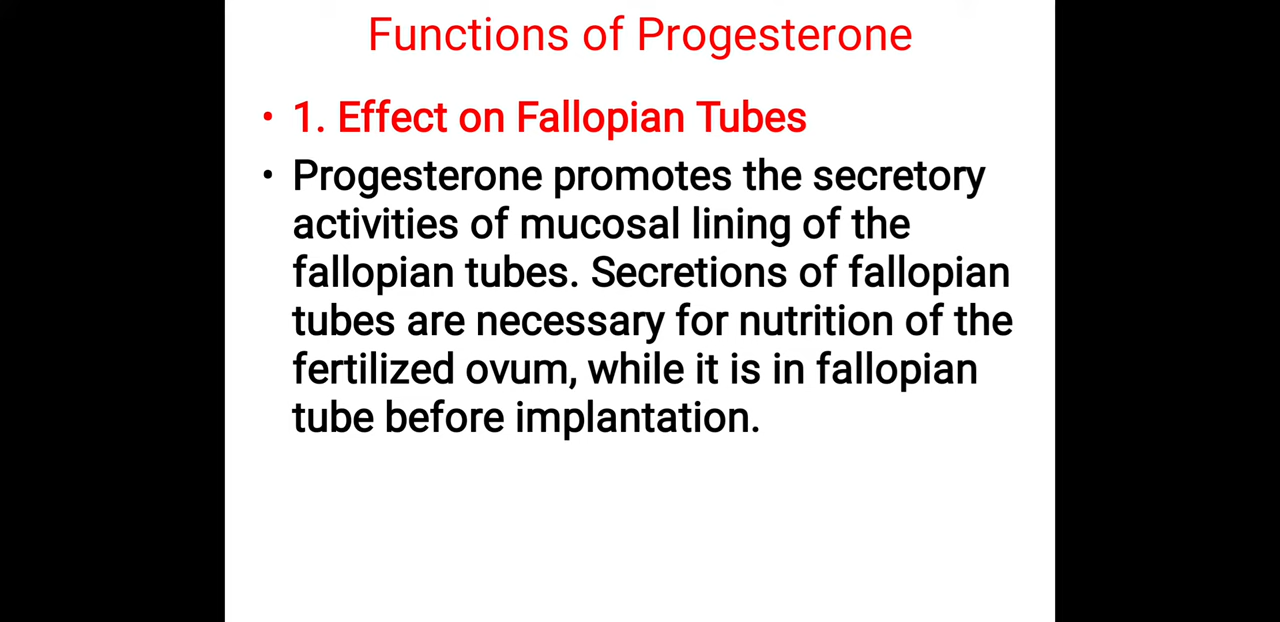 Functions of Progesterone
• 1. Effect on Fallopian Tubes
• Progesterone promotes the secretory
activities of mucosal lining of the
fallopian tubes. Secretions of fallopian
tubes are necessary for nutrition of the
fertilized ovum, while it is in fallopian
tube before implantation.